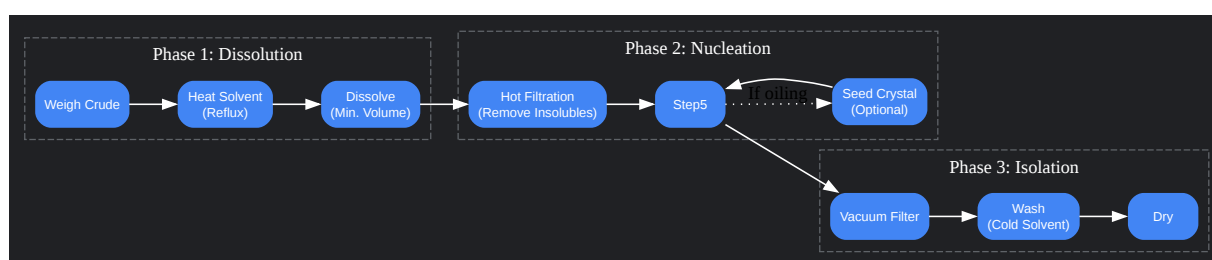 Phase 1: Dissolution
Weigh Crude
Heat Solvent
(Reflux)
Dissolve
(Min. Volume)
Phase 2: Nucleation
Hot Filtration
(Remove Insolubles)
Step5
If oiling
Seed Crystal
(Optional)
Phase 3: Isolation
Vacuum Filter
Wash
(Cold Solvent)
Dry